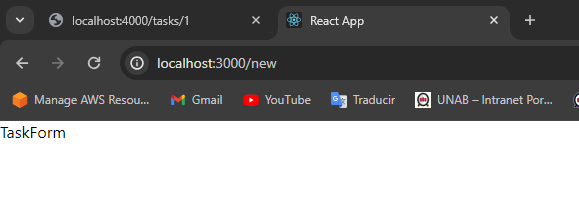 localhost:4000/tasks/1
React App
localhost:3000/new
Manage AWS Resou...
Gmail
YouTube
Traducir
UNAB – Intranet Por...
TaskForm